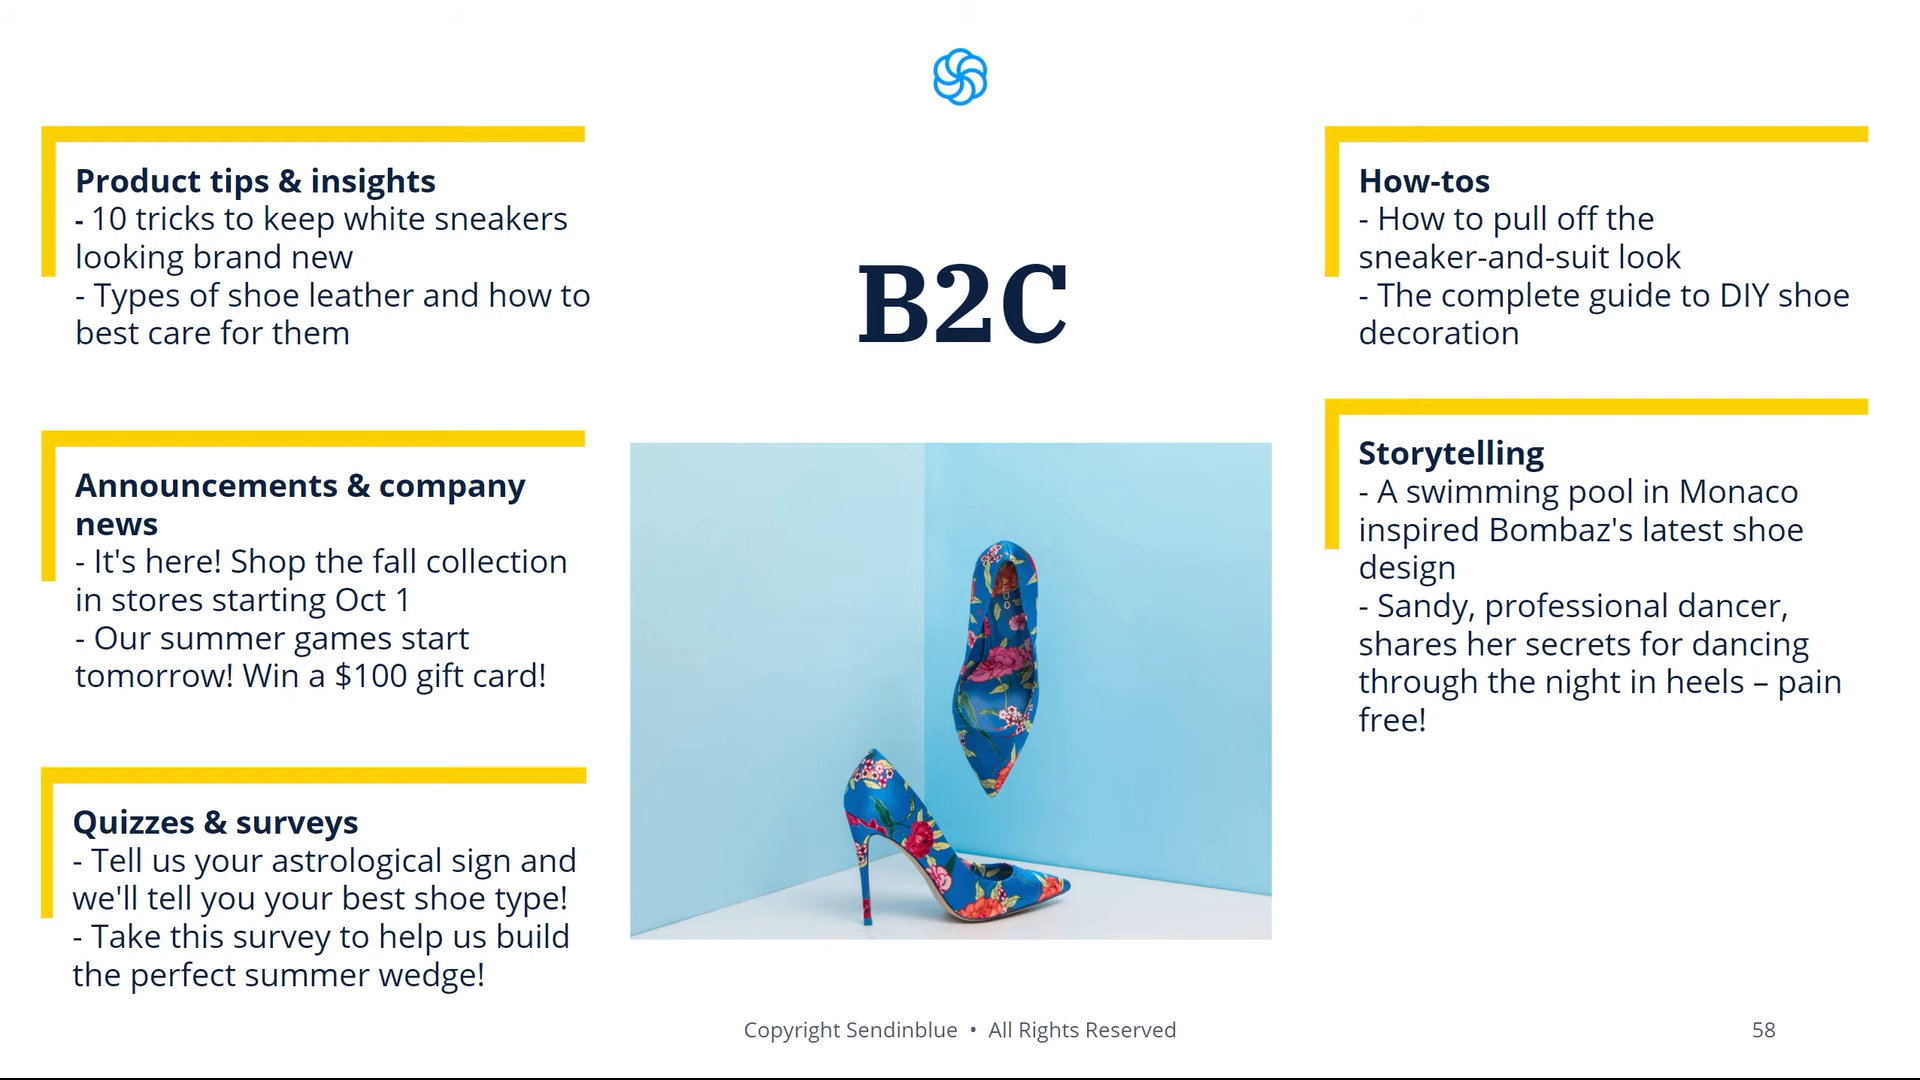 Product tips & insights
- 10 tricks to keep white sneakers
looking brand new
- Types of shoe leather and how to
best care for them
Announcements & company
news
- It's here! Shop the fall collection
in stores starting Oct 1
- Our summer games start
tomorrow! Win a $100 gift card!
Quizzes & surveys
- Tell us your astrological sign and
we'll tell you your best shoe type!
- Take this survey to help us build
the perfect summer wedge!
B2C
How-tos
- How to pull off the
sneaker-and-suit look
- The complete guide to DIY shoe
decoration
Storytelling
- A swimming pool in Monaco
inspired Bombaz's latest shoe
design
- Sandy, professional dancer,
shares her secrets for dancing
through the night in heels – pain
free!
Copyright Sendinblue • All Rights Reserved
58